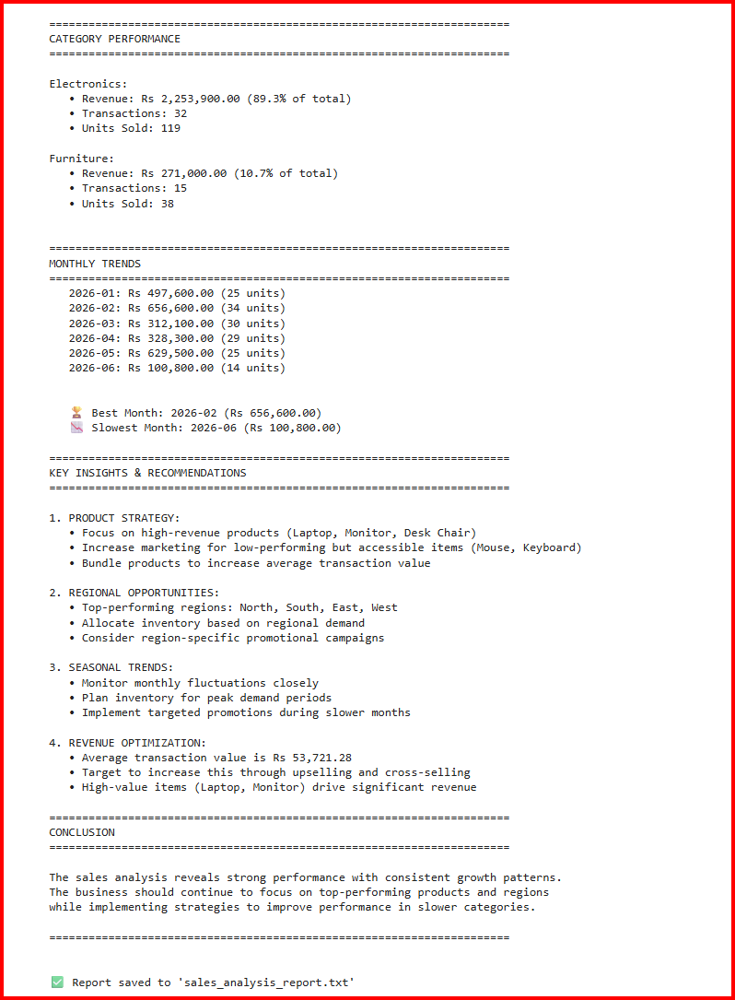 ======================================================================
CATEGORY PERFORMANCE
======================================================================
Electronics:
• Revenue: Rs 2,253,900.00 (89.3% of total)
• Transactions: 32
• Units Sold: 119
Furniture:
• Revenue: Rs 271,000.00 (10.7% of total)
• Transactions: 15
• Units Sold: 38
======================================================================
MONTHLY TRENDS
======================================================================
2026-01: Rs 497,600.00 (25 units)
2026-02: Rs 656,600.00 (34 units)
2026-03: Rs 312,100.00 (30 units)
2026-04: Rs 328,300.00 (29 units)
2026-05: Rs 629,500.00 (25 units)
2026-06: Rs 100,800.00 (14 units)
🏆 Best Month: 2026-02 (Rs 656,600.00)
📉 Slowest Month: 2026-06 (Rs 100,800.00)
======================================================================
KEY INSIGHTS & RECOMMENDATIONS
======================================================================
1. PRODUCT STRATEGY:
• Focus on high-revenue products (Laptop, Monitor, Desk Chair)
• Increase marketing for low-performing but accessible items (Mouse, Keyboard)
• Bundle products to increase average transaction value
2. REGIONAL OPPORTUNITIES:
• Top-performing regions: North, South, East, West
• Allocate inventory based on regional demand
• Consider region-specific promotional campaigns
3. SEASONAL TRENDS:
• Monitor monthly fluctuations closely
• Plan inventory for peak demand periods
• Implement targeted promotions during slower months
4. REVENUE OPTIMIZATION:
• Average transaction value is Rs 53,721.28
• Target to increase this through upselling and cross-selling
• High-value items (Laptop, Monitor) drive significant revenue
======================================================================
CONCLUSION
======================================================================
The sales analysis reveals strong performance with consistent growth patterns.
The business should continue to focus on top-performing products and regions
while implementing strategies to improve performance in slower categories.
======================================================================
✅ Report saved to 'sales_analysis_report.txt'